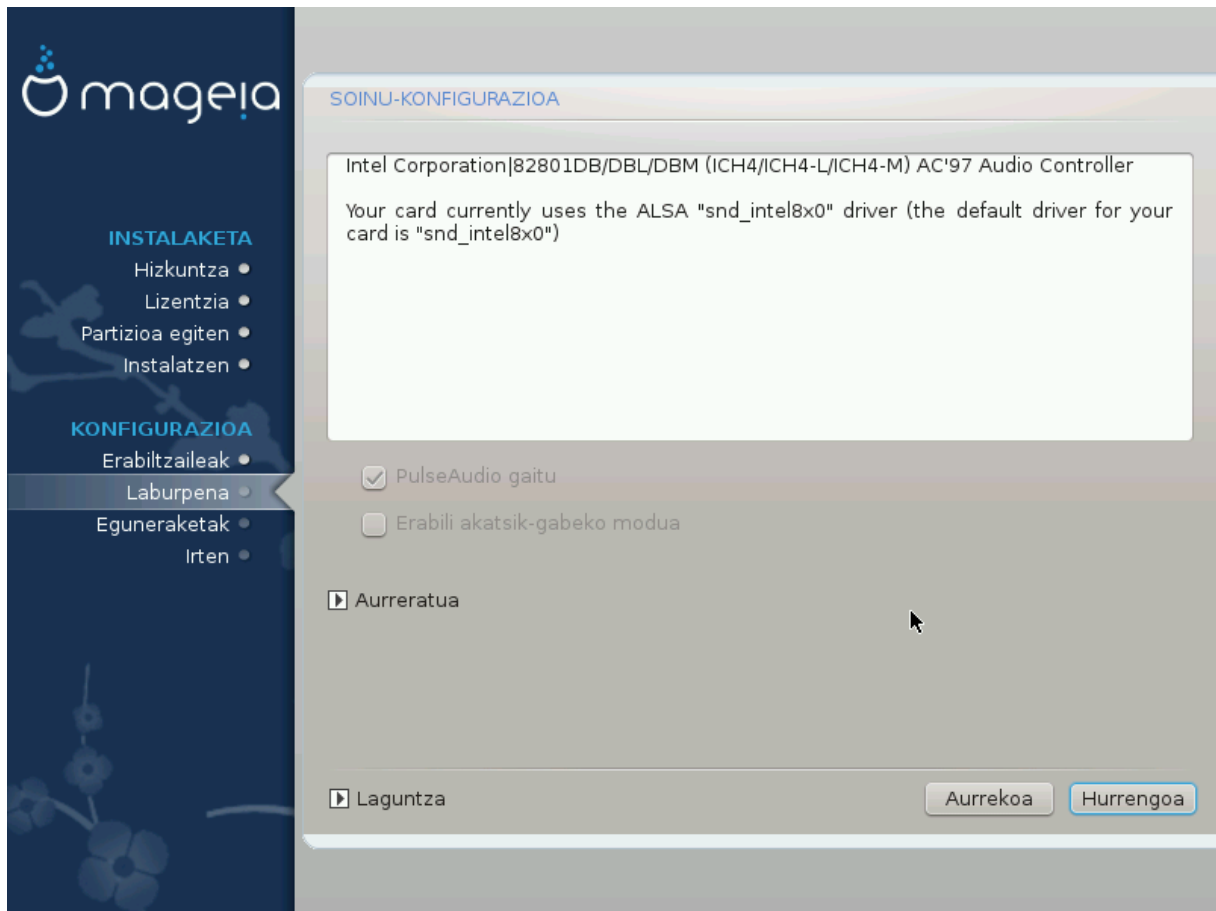 mageia
INSTALAKETA
Hizkuntza
Lizentzia
Partizioa egiten
Instalatzen
KONFIGURAZIOA
Erabiltzaileak
Laburpena
Eguneraketak
Irten
SOINU-KONFIGURAZIOA
Intel Corporation|82801DB/DBL/DBM (ICH4/ICH4-L/ICH4-M) AC'97 Audio Controller
Your card currently uses the ALSA "snd_intel8x0" driver (the default driver for your
card is "snd_intel8x0")
PulseAudio gaitu
Erabili akatsik-gabeko modua
Aurreratua
Laguntza
Aurrekoa
Hurrengoa